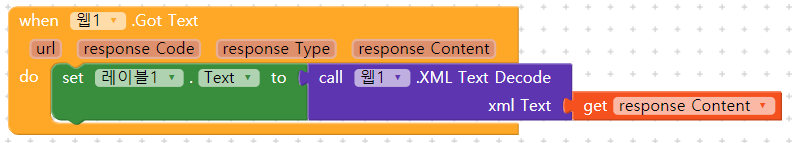 when 웹1 .Got Text
url response Code response Type response Content
do set 레이블1 . Text to call 웹1 .XML Text Decode
xml Text get response Content